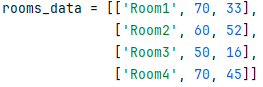 rooms_data = [['Room1', 70, 33],
['Room2', 60, 52],
['Room3', 50, 16],
['Room4', 70, 45]]